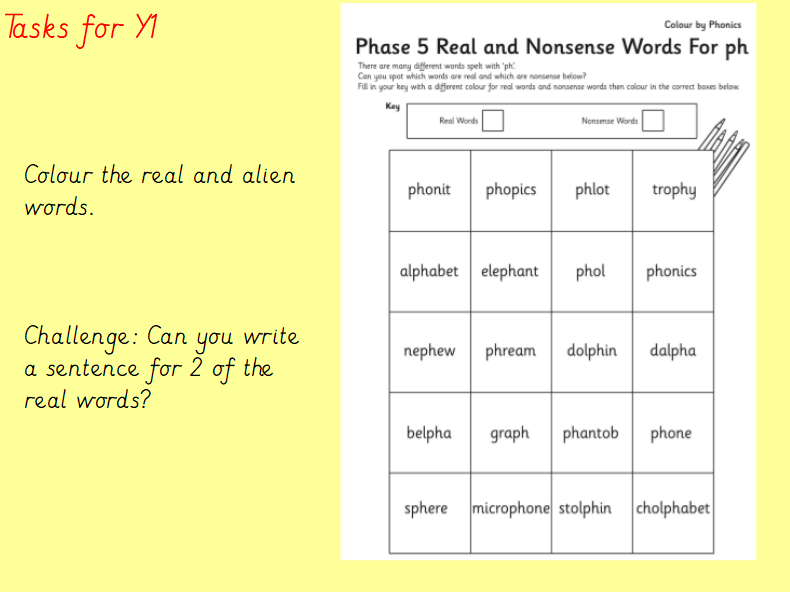 Tasks for Y1
Colour the real and alien
words.
Challenge: Can you write
a sentence for 2 of the
real words?
Colour by Phonics
Phase 5 Real and Nonsense Words For ph
There are many different words spelt with 'ph'.
Can you spot which words are real and which are nonsense below?
Fill in your key with a different colour for real words and nonsense words then colour in the correct boxes below.
Key
Real Words Nonsense Words
phonit phopics phlot trophy
alphabet elephant phol phonics
nephew phream dolphin dalpha
belpha graph phantob phone
sphere microphone stolphin cholphabet